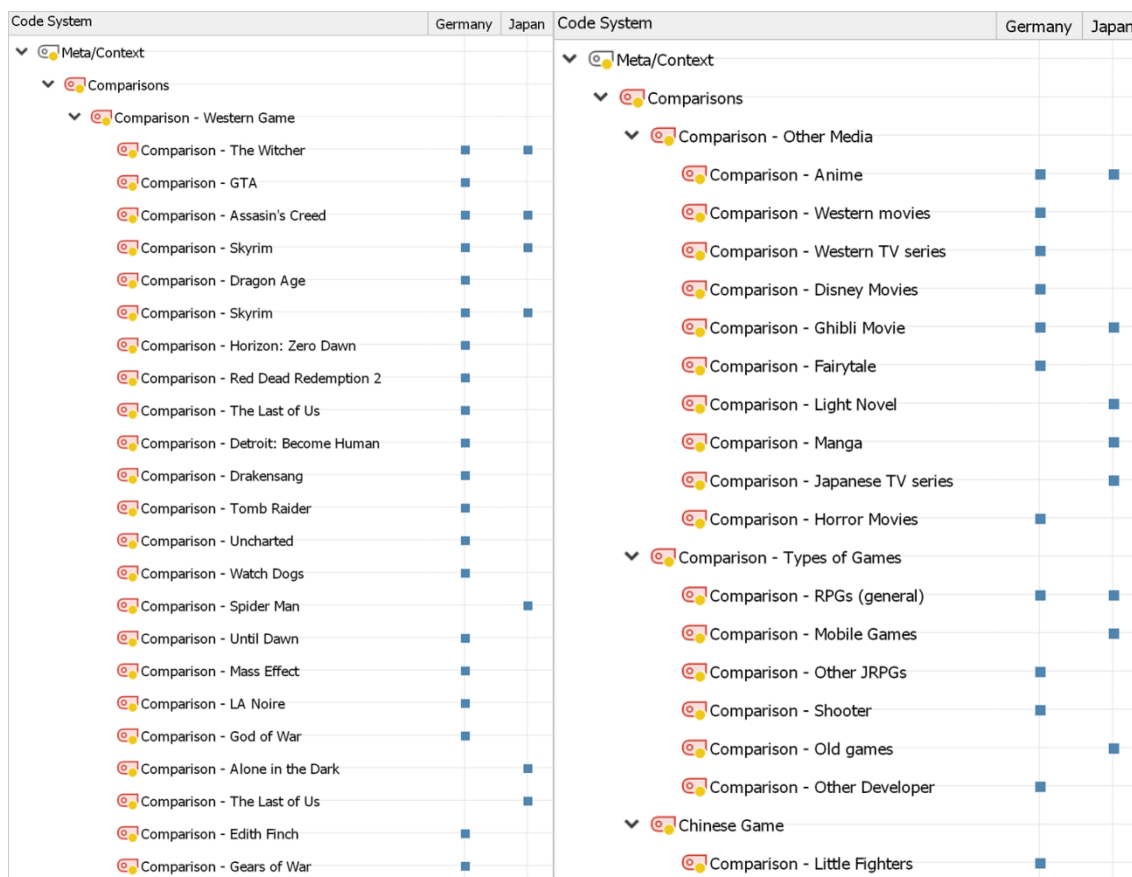 Code System Germany Japan
Meta/Context
Comparisons
Comparison - Western Game
Comparison - The Witcher
Comparison - GTA
Comparison - Assasin's Creed
Comparison - Skyrim
Comparison - Dragon Age
Comparison - Skyrim
Comparison - Horizon: Zero Dawn
Comparison - Red Dead Redemption 2
Comparison - The Last of Us
Comparison - Detroit: Become Human
Comparison - Drakensang
Comparison - Tomb Raider
Comparison - Uncharted
Comparison - Watch Dogs
Comparison - Spider Man
Comparison - Until Dawn
Comparison - Mass Effect
Comparison - LA Noire
Comparison - God of War
Comparison - Alone in the Dark
Comparison - The Last of Us
Comparison - Edith Finch
Comparison - Gears of War
Code System Germany Japan
Meta/Context
Comparisons
Comparison - Other Media
Comparison - Anime
Comparison - Western movies
Comparison - Western TV series
Comparison - Disney Movies
Comparison - Ghibli Movie
Comparison - Fairytale
Comparison - Light Novel
Comparison - Manga
Comparison - Japanese TV series
Comparison - Horror Movies
Comparison - Types of Games
Comparison - RPGs (general)
Comparison - Mobile Games
Comparison - Other JRPGs
Comparison - Shooter
Comparison - Old games
Comparison - Other Developer
Chinese Game
Comparison - Little Fighters